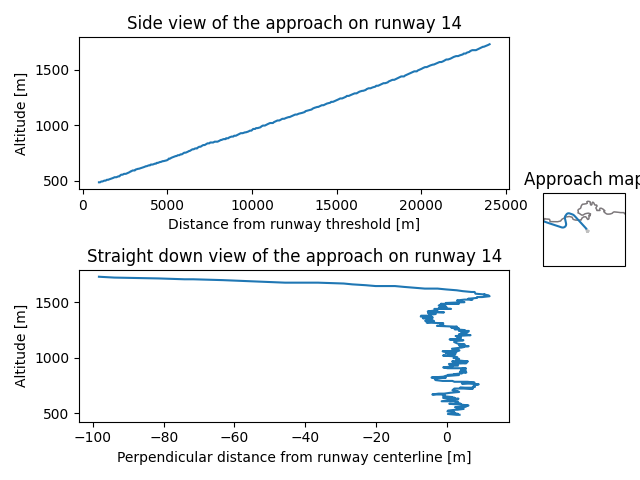 Side view of the approach on runway 14
Altitude [m]
1500
1000
500
0
5000
10000
15000
20000
25000
Distance from runway threshold [m]
Approach map
Straight down view of the approach on runway 14
Altitude [m]
1500
1000
500
−100
−80
−60
−40
−20
0
Perpendicular distance from runway centerline [m]